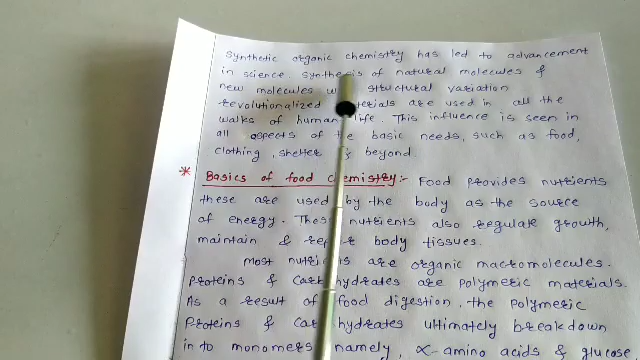 Synthetic organic chemistry has led to advancement
in science. Sythesis of natural molecules &
new molecules structural variation
revolutionalized are used in all the
walks of human life. This influence is seen in
all aspects of the basic needs, such as food,
clothing, shelter & beyond.
* Basics of food chemistry:- Food provides nutrients
these are used by the body as the source
of energy. These nutrients also regulate growth,
maintain & repair body tissues.
Most nutrients are organic macromolecules.
Proteins & Carbohydrates are polymeric materials.
As a result of food digestion, the polymeric
Proteins & Carbohydrates ultimately breakdown
in to monomers namely, α-amino acids & glucose